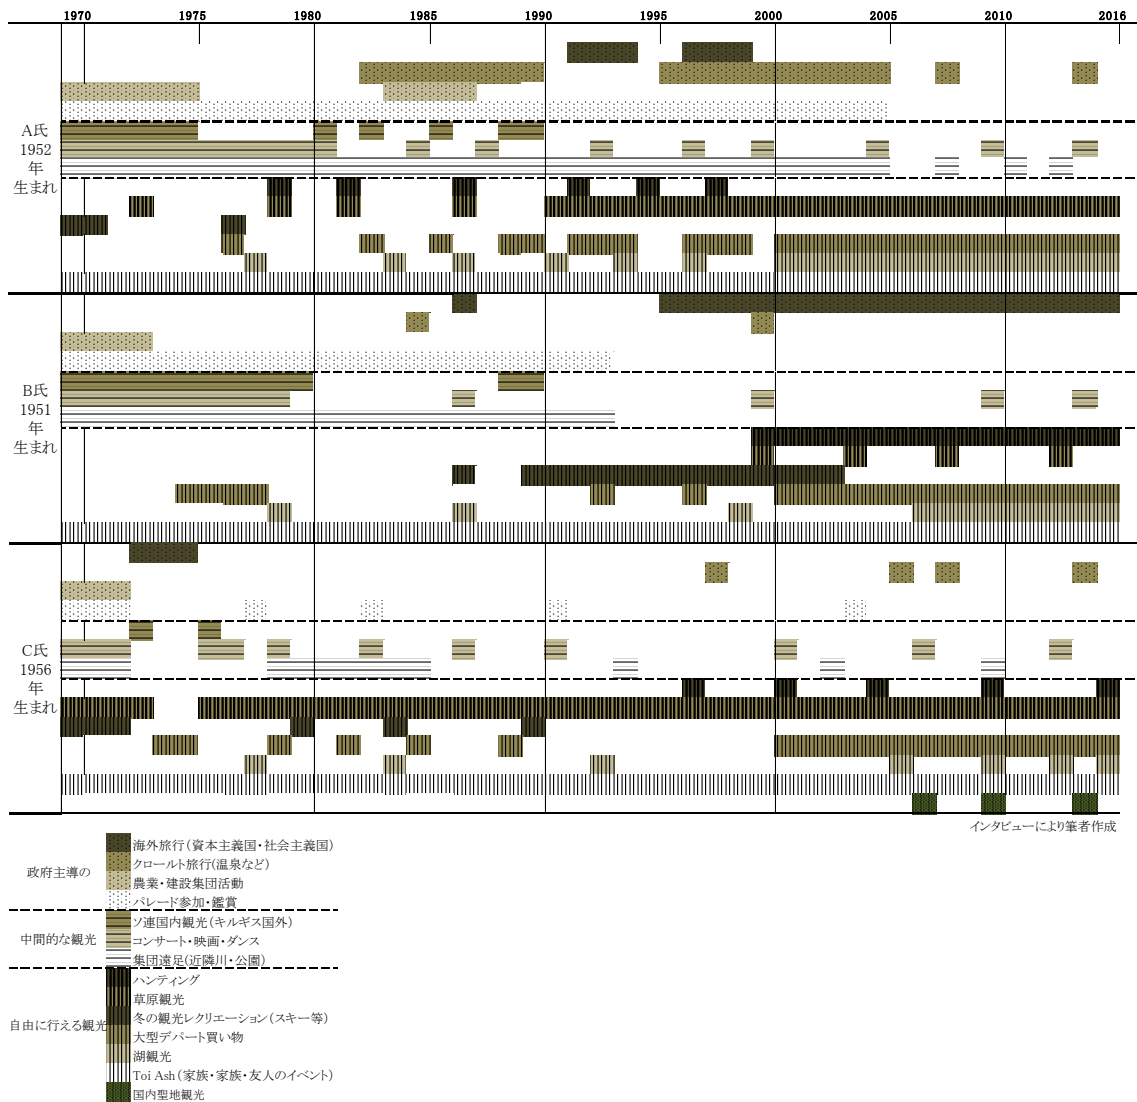 1970 1975 1980 1985 1990 1995 2000 2005 2010 2016
A氏
1952
年
生まれ
B氏
1951
年
生まれ
C氏
1956
年
生まれ
インタビューにより筆者作成
政府主導の
海外旅行(資本主義国・社会主義国)
クロールト旅行(温泉など)
農業・建設集団活動
パレード参加・鑑賞
中間的な観光
ソ連国内観光(キルギス国外)
コンサート・映画・ダンス
集団遠足(近隣川・公園)
自由に行える観光
ハンティング
草原観光
冬の観光レクリエーション(スキー等)
大型デパート買い物
湖観光
Toi Ash(家族・家族・友人のイベント)
国内聖地観光